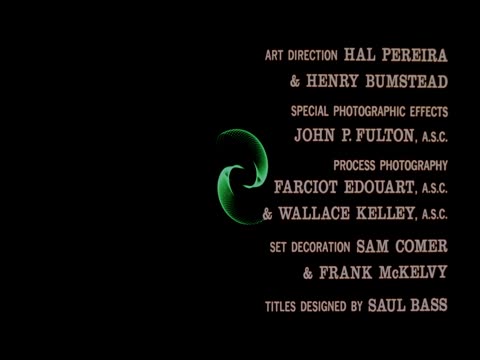 ART DIRECTION HAL PEREIRA
& HENRY BUMSTEAD
SPECIAL PHOTOGRAPHIC EFFECTS
JOHN P. FULTON, A.S.C.
PROCESS PHOTOGRAPHY
FARCIOT EDOUART, A.S.C.
& WALLACE KELLEY, A.S.C.
SET DECORATION SAM COMER
& FRANK McKELVY
TITLES DESIGNED BY SAUL BASS